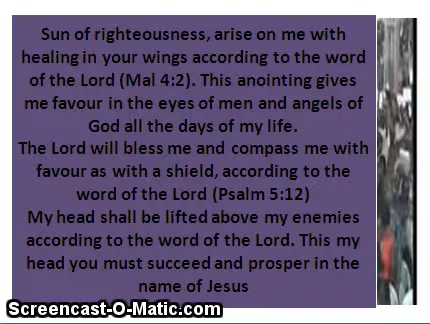 Sun of righteousness, arise on me with
healing in your wings according to the word
of the Lord (Mal 4:2). This anointing gives
me favour in the eyes of men and angels of
God all the days of my life.
The Lord will bless me and compass me with
favour as with a shield, according to the
word of the Lord (Psalm 5:12)
My head shall be lifted above my enemies
according to the word of the Lord. This my
head you must succeed and prosper in the
name of Jesus
Screencast-O-Matic.com